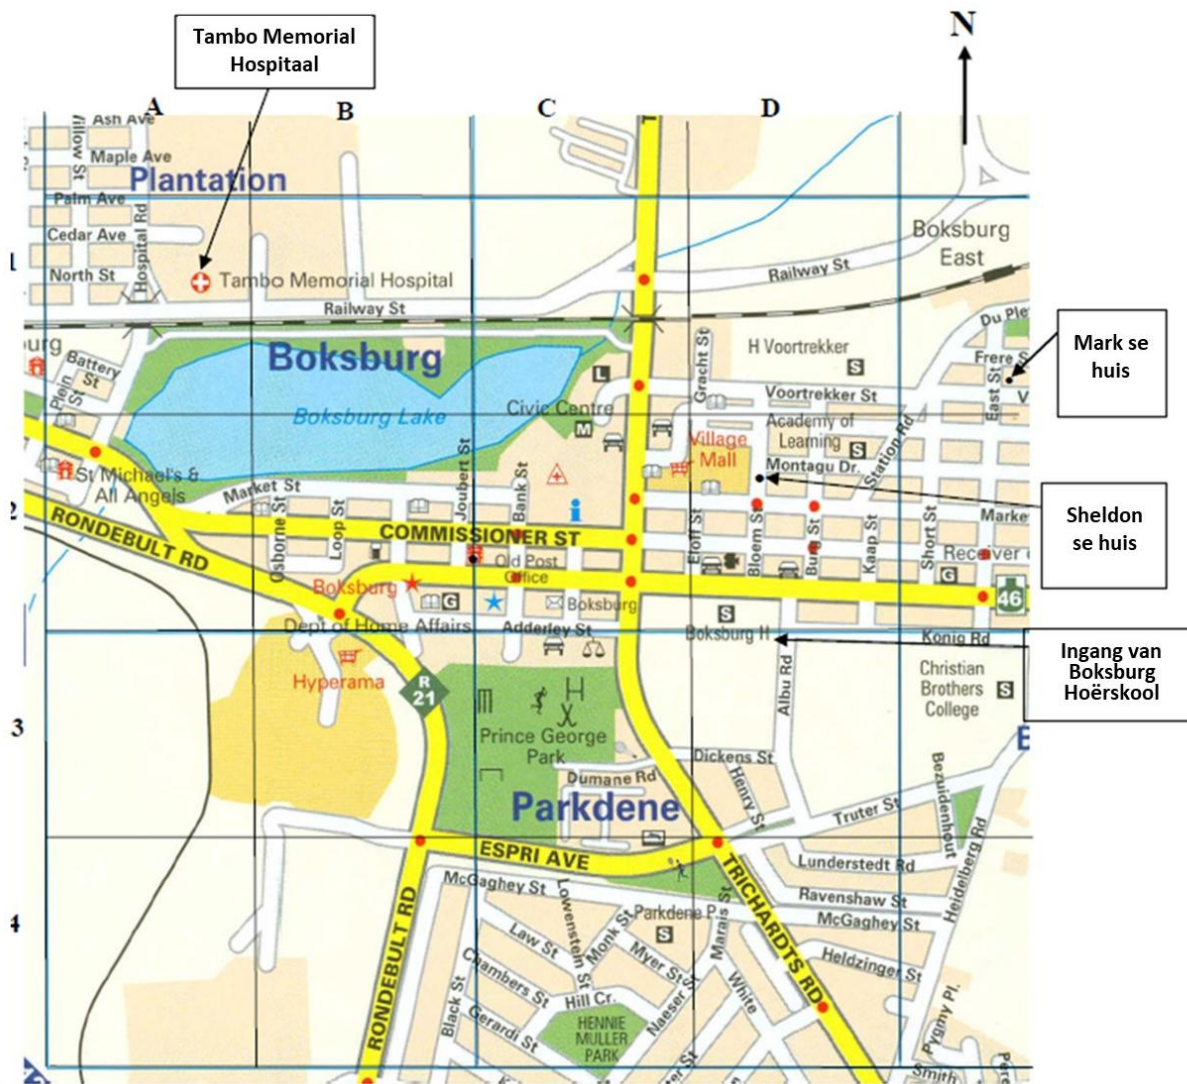 Tambo Memorial
Hospitaal
N
A
B
C
D
Ash Ave
Willow St
Maple Ave
Plantation
Palm Ave
Cedar Ave
Hospital Rd
North St
1
Tambo Memorial Hospital
Railway St
Railway St
Boksburg
East
Du Ple
Mark se
huis
Battery
St
Plein
St
Boksburg
Boksburg Lake
L
Civic Centre
M
Gracht St
H Voortrekker
S
Voortrekker St
Frere S
East St
V
Academy of
Learning
S
Village
Mall
Montagu Dr.
Station Rd
St Michael's &
All Angels
Market St
Joubert St
Bank St
2
RONDEBULT RD
Osborne St
Loop St
COMMISSIONER ST
Eloff St
Bloem St
Burg St
Kaap St
Short St
Market
Sheldon
se huis
Old Post
Office
Receiver o
G
46
Boksburg
G
Boksburg
S
Dept of Home Affairs
Adderley St
Boksburg H
Konig Rd
Ingang van
Boksburg
Hoërskool
Hyperama
R
21
Albu Rd
Christian
Brothers
College
S
3
Prince George
Park
B
Dickens St
Dumane Rd
Henry St
Bezuidenhout
Parkdene
Truter St
ESPRI AVE
Lunderstedt Rd
Heidelberg Rd
TRICHARDTS RD
Ravenshaw St
McGaghey St
McGaghey St
4
RONDEBULT RD
Lowenstein St
Parkdene P
S
Marais St
Law St
Monk St
Myer St
Heldzinger St
Chambers St
Hill Cr.
Naeser St
White
Black St
Gerardi St
HENNIE
MULLER
PARK
Pygmy Pl.
Smith